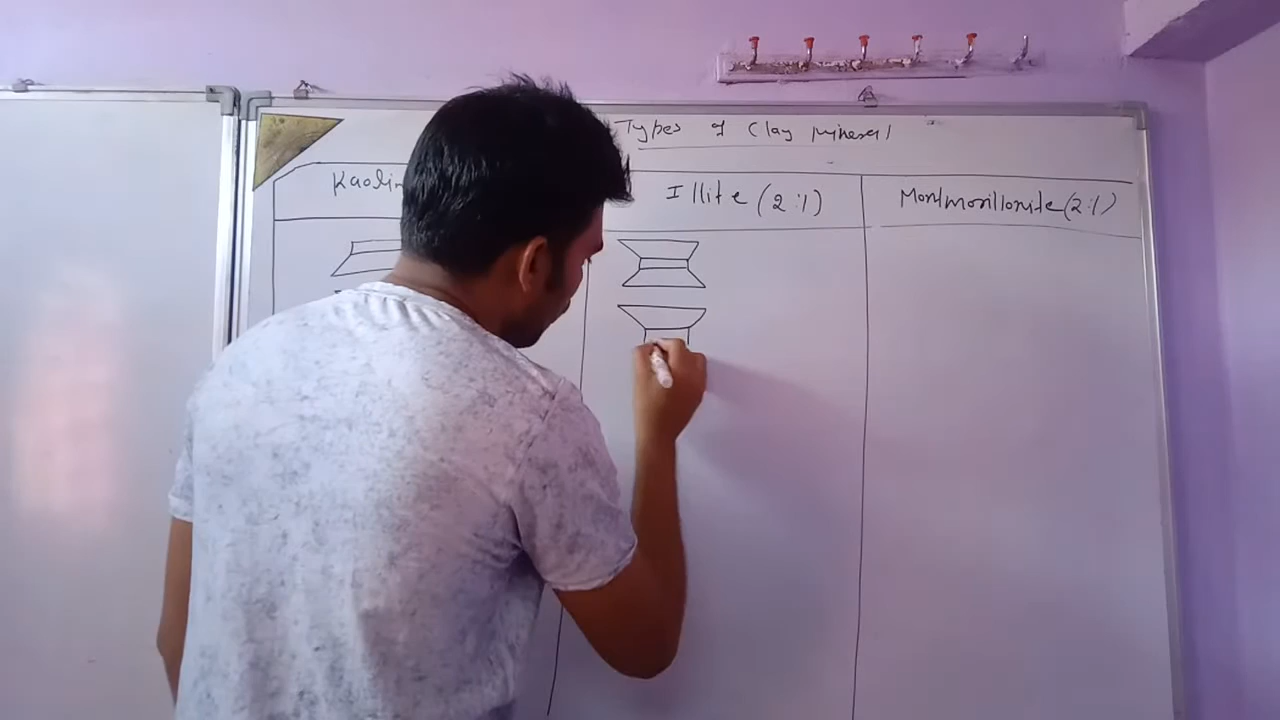 Types of Clay Mineral
Kaolin
Illite (2:1)
Montmorillonite (2:1)